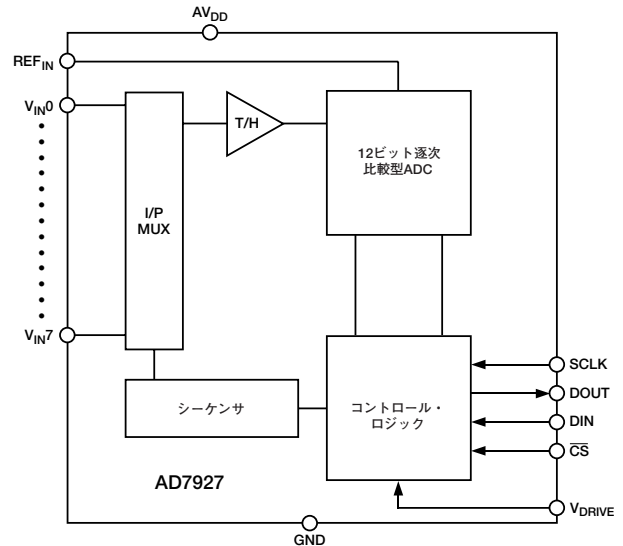 AVDD
REFIN
VIN0
T/H
12ビット逐次
比較型ADC
I/P
MUX
VIN7
SCLK
シーケンサ
コントロール・
ロジック
DOUT
DIN
CS
AD7927
VDRIVE
GND